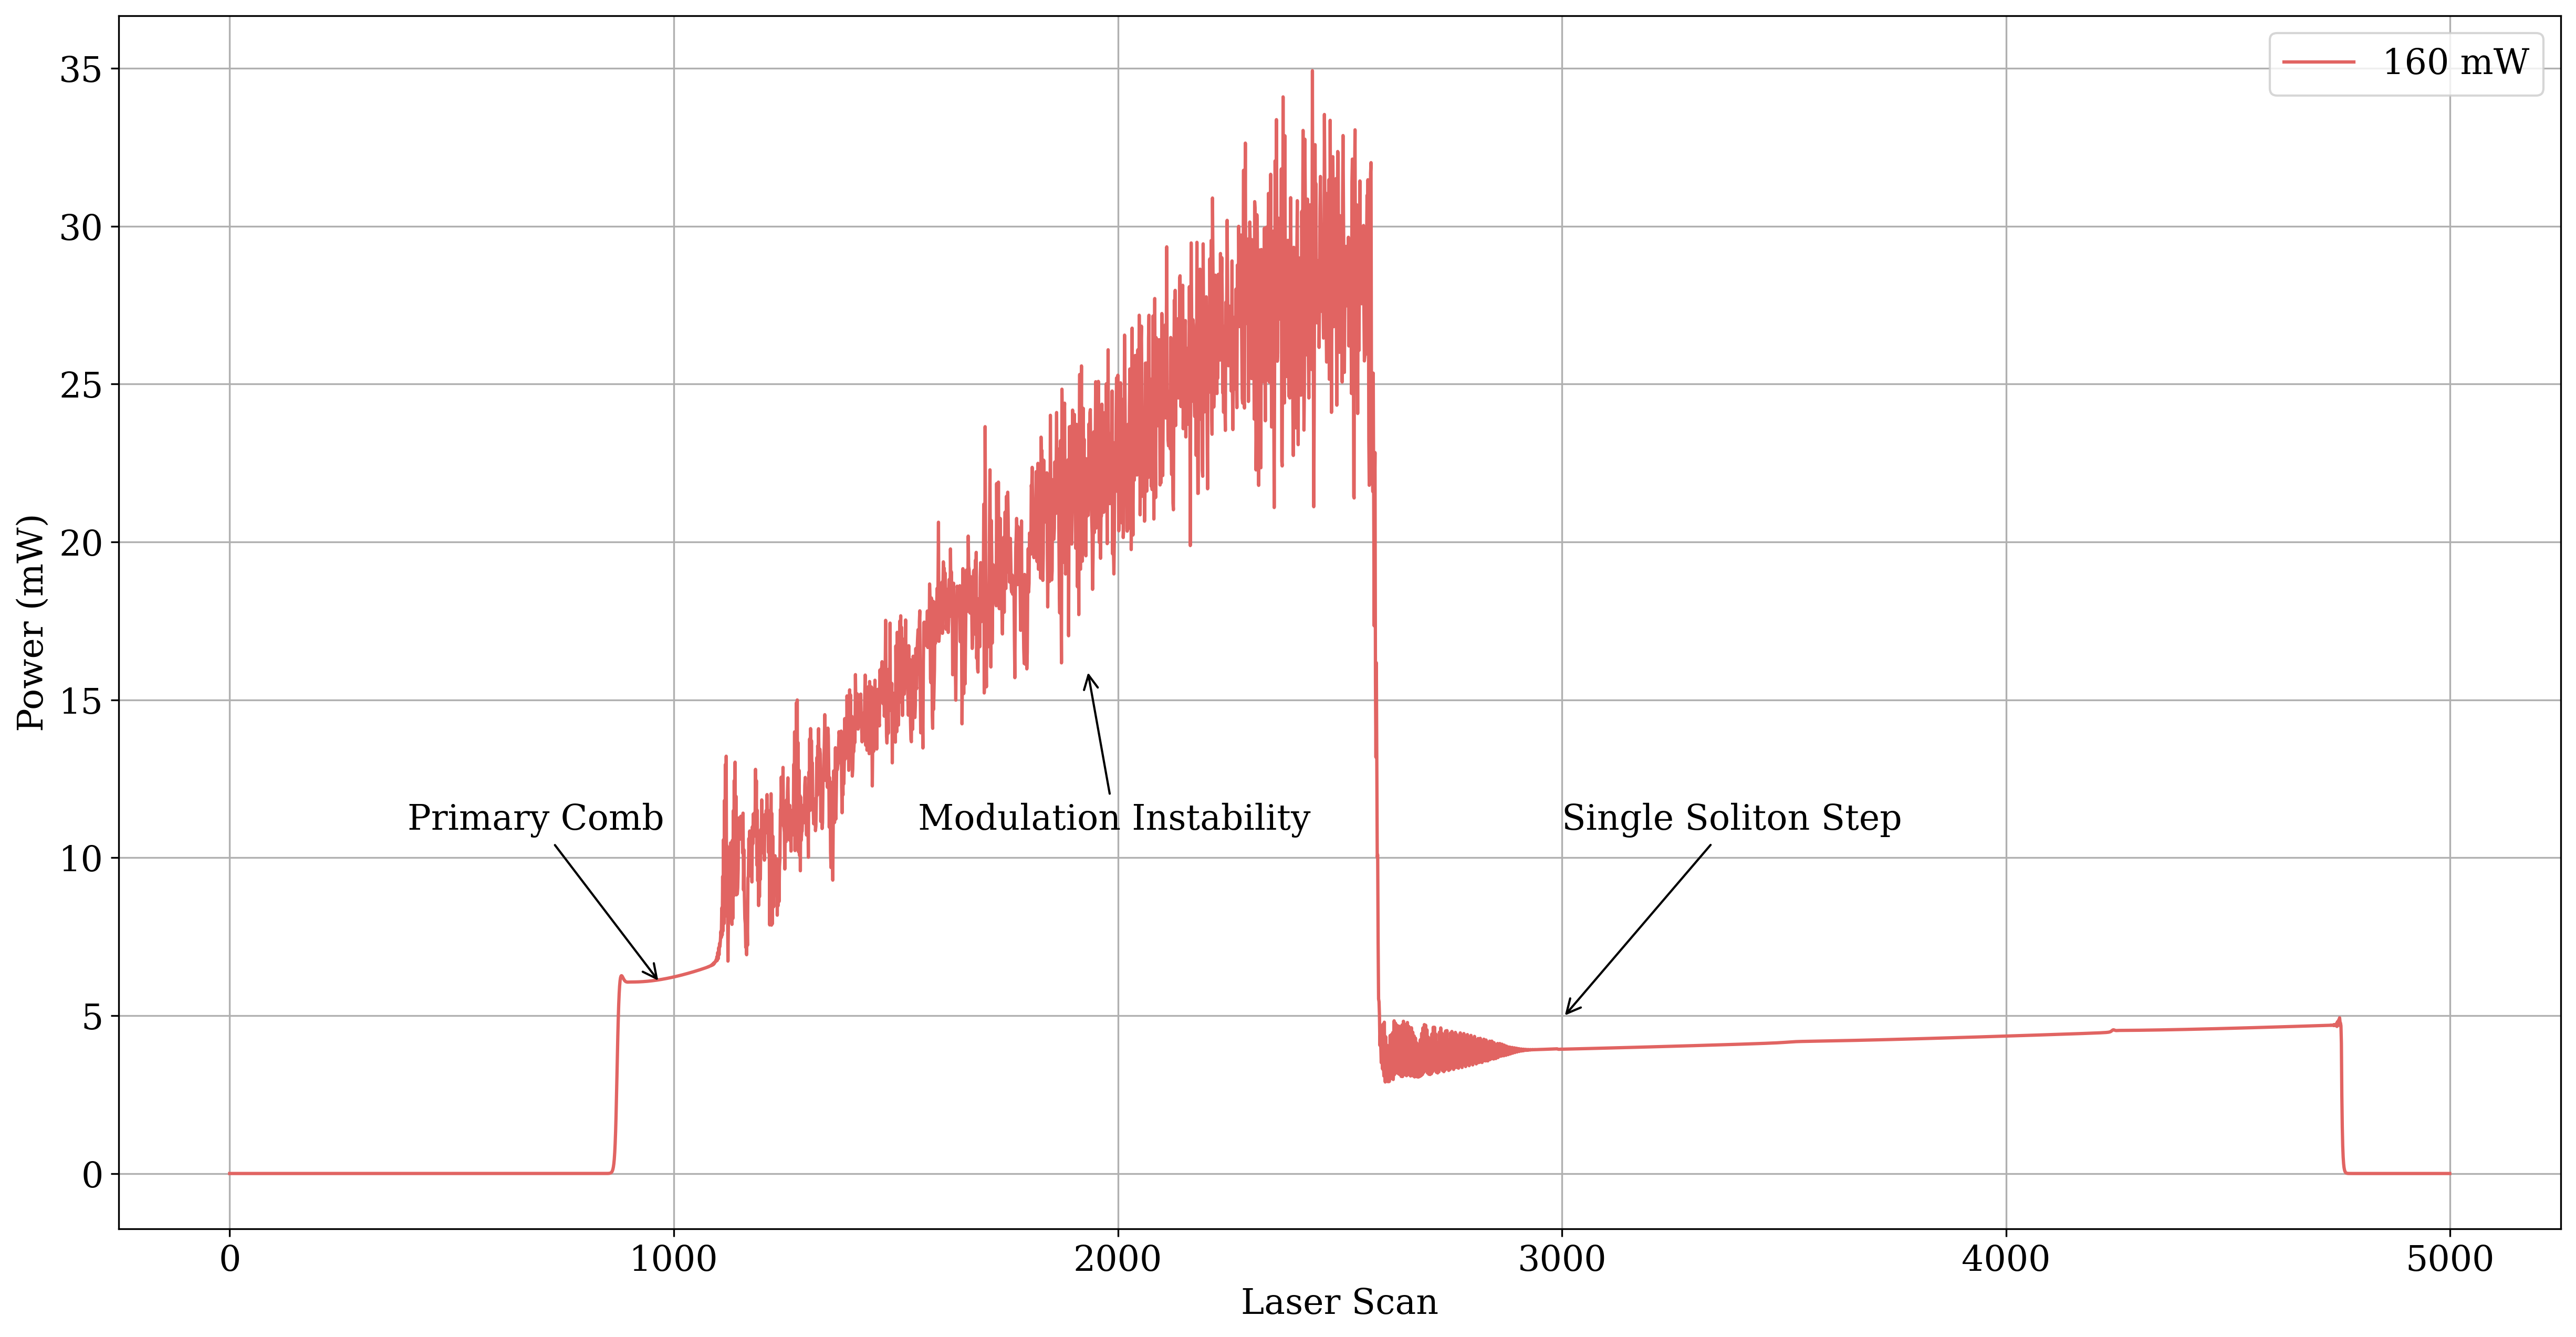 35
160 mW
30
25
20
15
10
5
0
Power (mW)
Primary Comb
Modulation Instability
Single Soliton Step
0
1000
2000
3000
4000
5000
Laser Scan